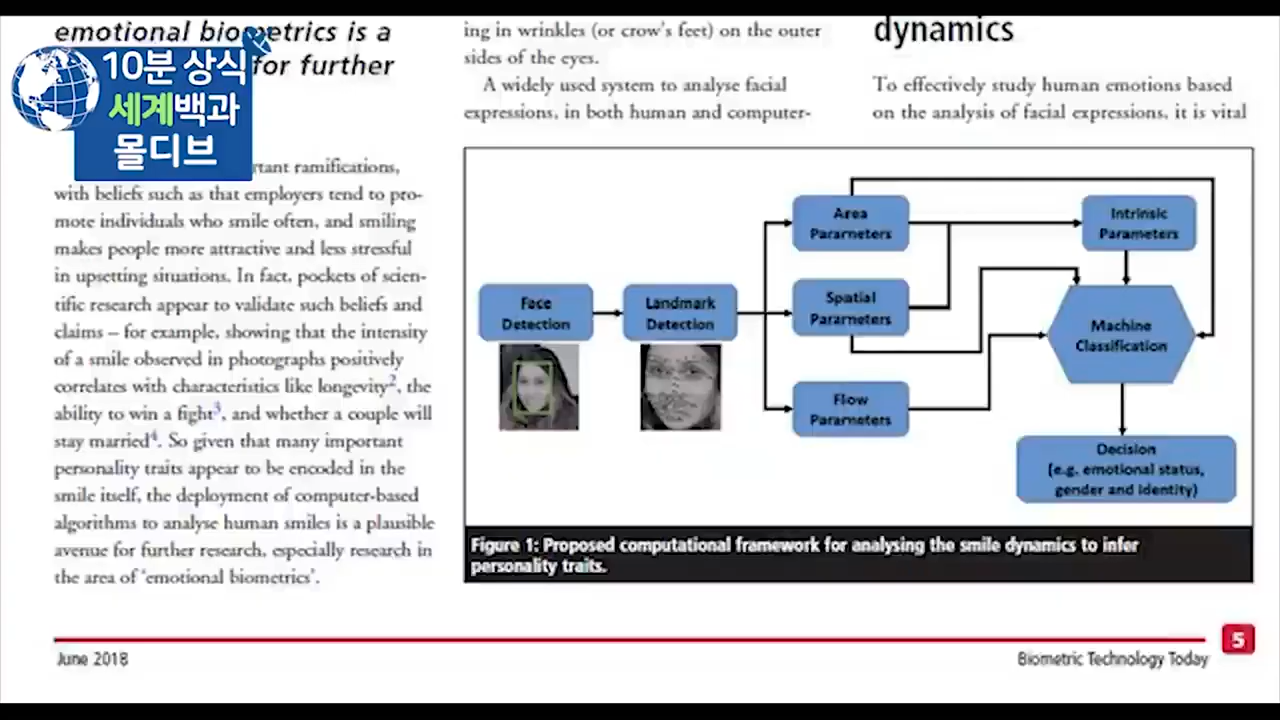 emotional biometrics is a
for further
10분 상식
세계백과
몰디브
rtant ramifications,
with beliefs such as that employers tend to pro-
mote individuals who smile often, and smiling
makes people more attractive and less stressful
in upsetting situations. In fact, pockets of scien-
tific research appear to validate such beliefs and
claims – for example, showing that the intensity
of a smile observed in photographs positively
correlates with characteristics like longevity², the
ability to win a fight³, and whether a couple will
stay married⁴. So given that many important
personality traits appear to be encoded in the
smile itself, the deployment of computer-based
algorithms to analyse human smiles is a plausible
avenue for further research, especially research in
the area of ‘emotional biometrics’.
ing in wrinkles (or crow's feet) on the outer
sides of the eyes.
A widely used system to analyse facial
expressions, in both human and computer-
dynamics
To effectively study human emotions based
on the analysis of facial expressions, it is vital
Face
Detection
Landmark
Detection
Area
Parameters
Spatial
Parameters
Flow
Parameters
Intrinsic
Parameters
Machine
Classification
Decision
(e.g. emotional status,
gender and identity)
Figure 1: Proposed computational framework for analysing the smile dynamics to infer
personality traits.
June 2018
Biometric Technology Today
5